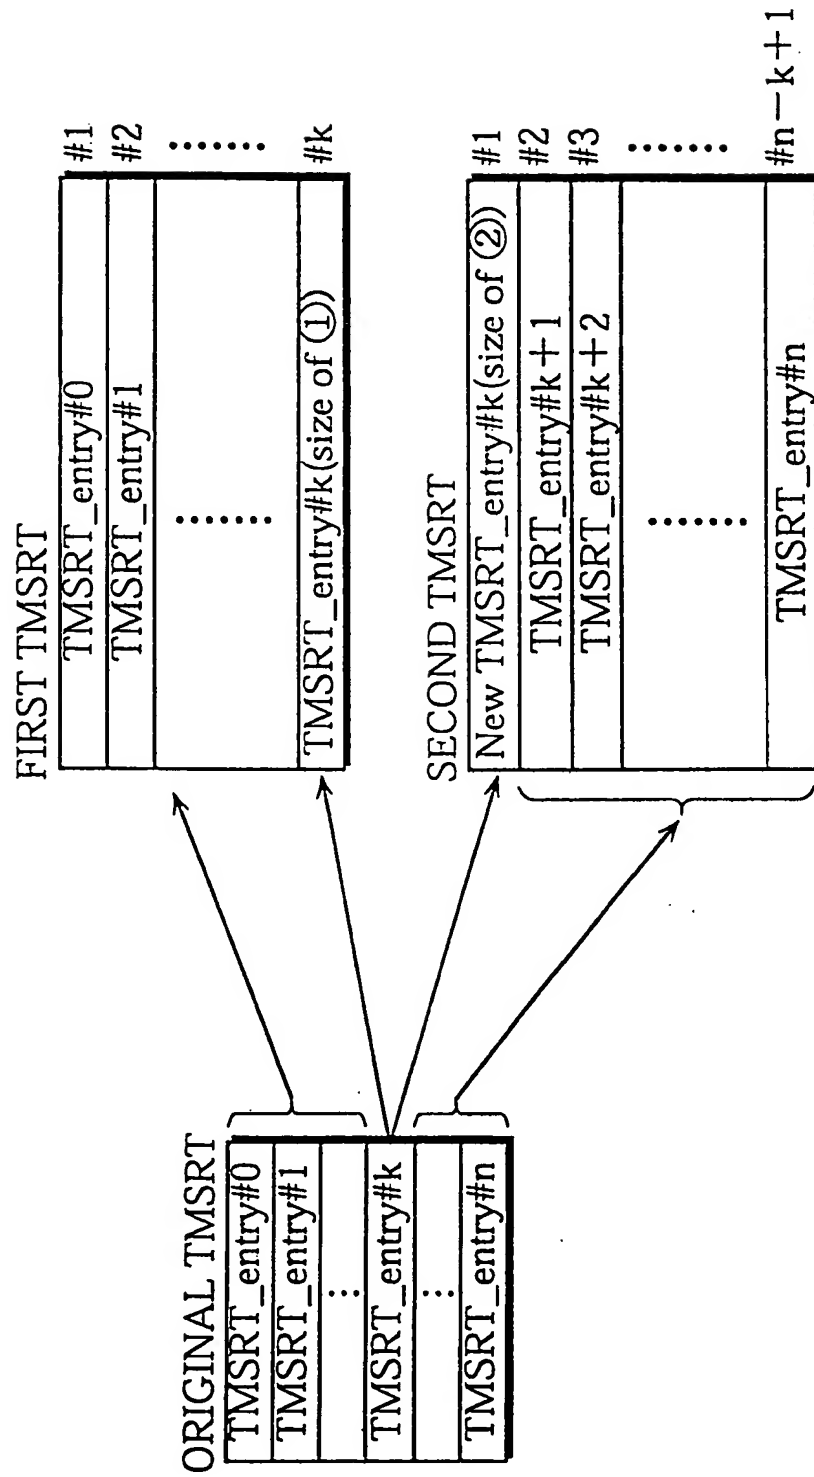 ORIGINAL TMSRT
TMSRT_entry#0
TMSRT_entry#1
...
TMSRT_entry#k
...
TMSRT_entry#n
FIRST TMSRT
TMSRT_entry#0 #1
TMSRT_entry#1 #2
....... .......
TMSRT_entry#k(size of ①)) #k
SECOND TMSRT
New TMSRT_entry#k(size of ②)) #1
TMSRT_entry#k+1 #2
TMSRT_entry#k+2 #3
....... .......
TMSRT_entry#n #n−k+1